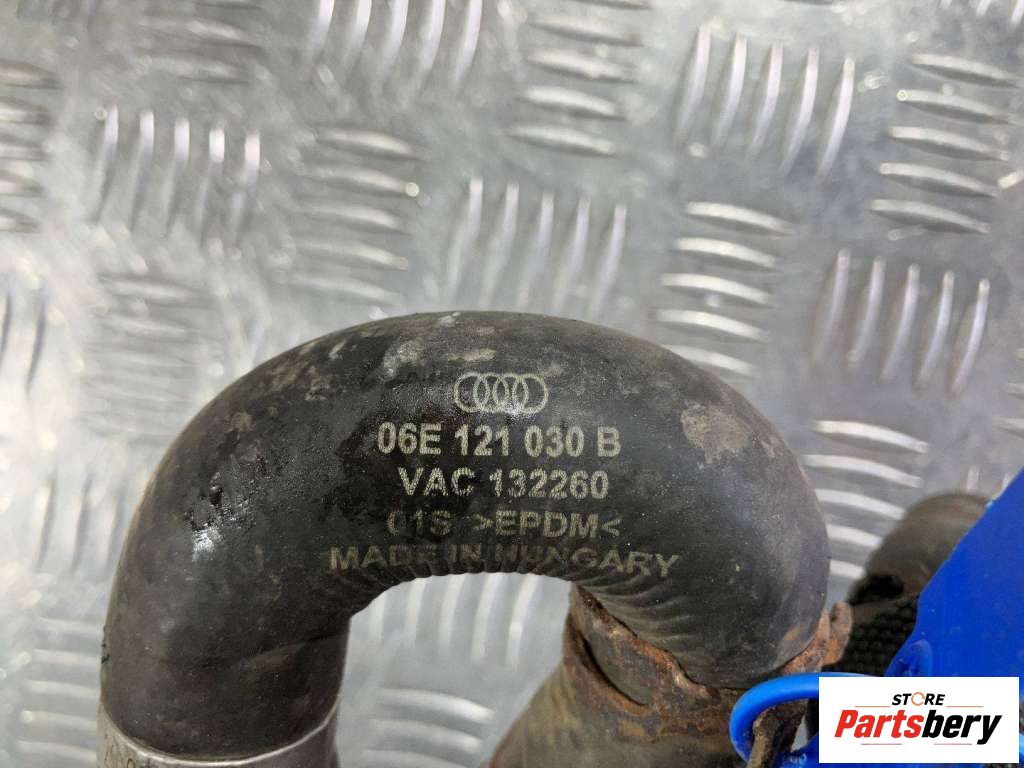 06E 121 030 B
VAC 132260
01S >EPDM<
MADE IN HUNGARY
STORE
Partsbery